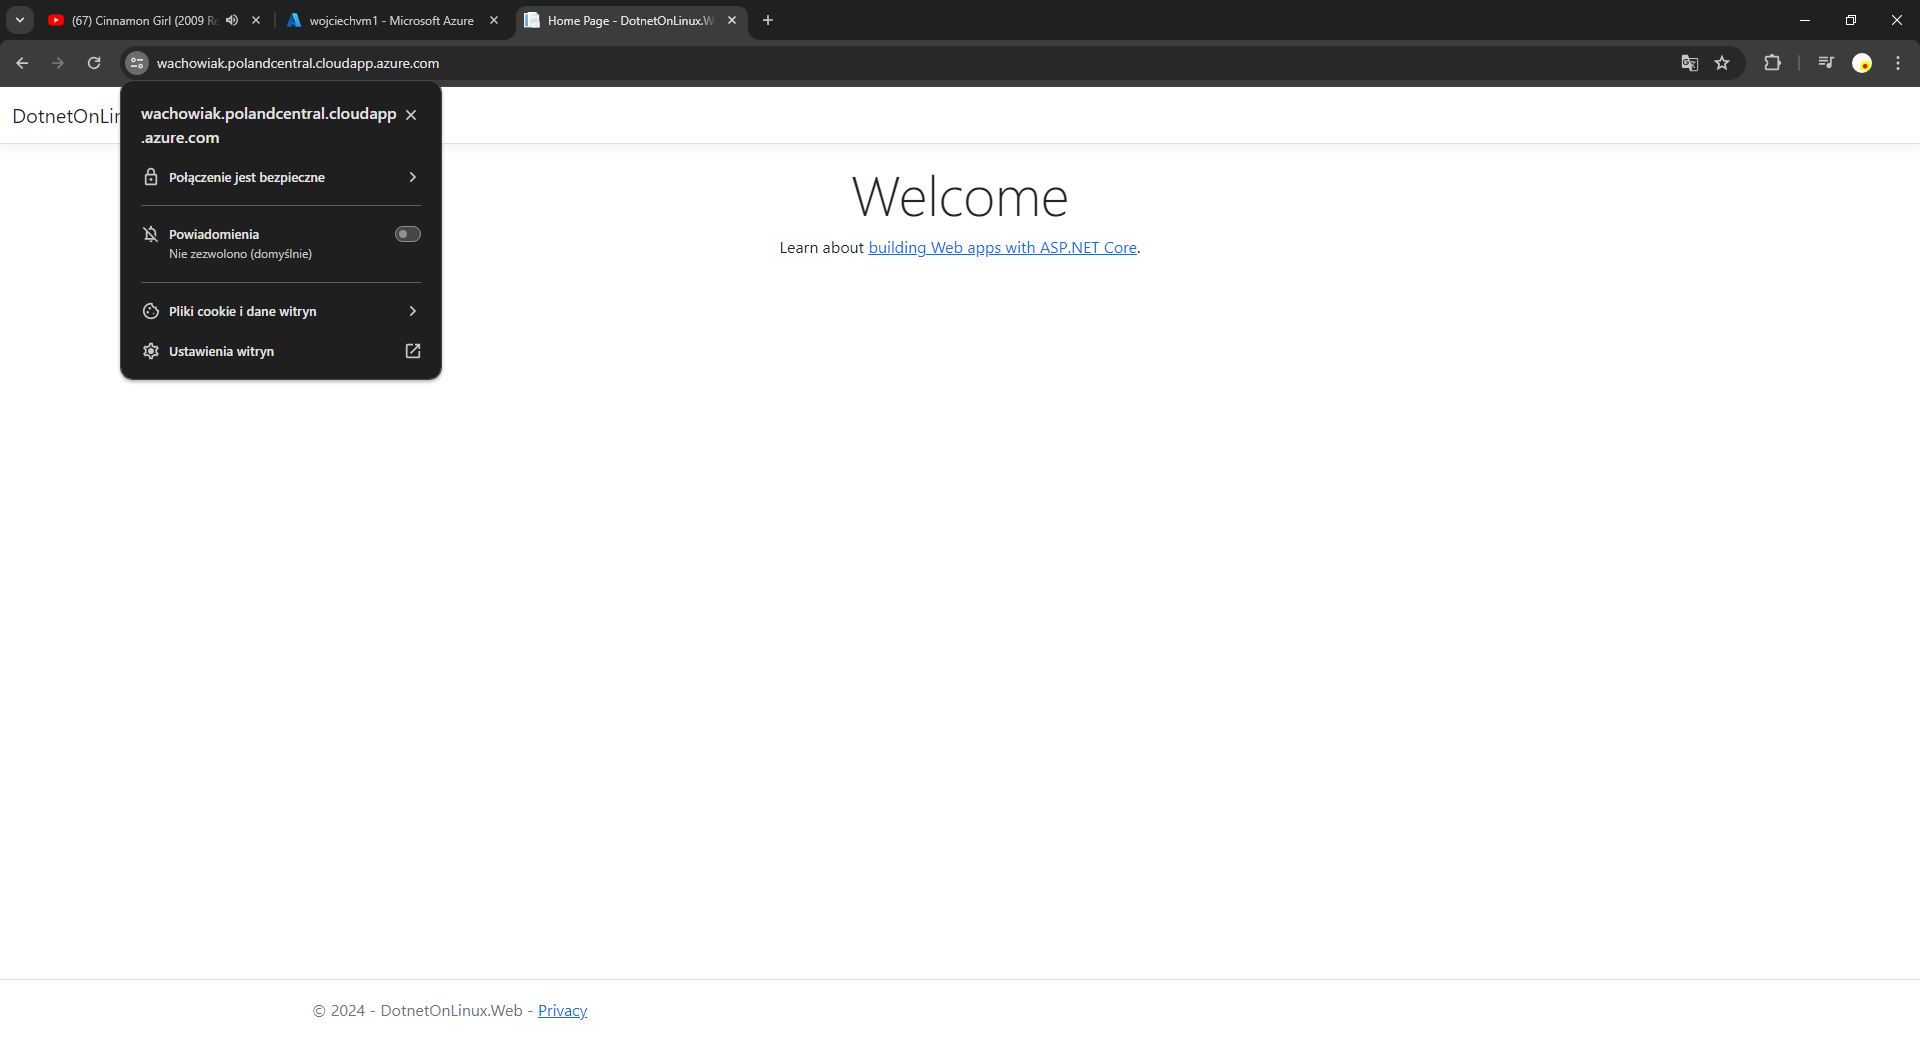 (67) Cinnamon Girl (2009 Re
wojciechvm1 - Microsoft Azure
Home Page - DotnetOnLinux.W
wachowiak.polandcentral.cloudapp.azure.com
DotnetOnLin
wachowiak.polandcentral.cloudapp
.azure.com
Połączenie jest bezpieczne
Powiadomienia
Nie zezwolono (domyślnie)
Pliki cookie i dane witryn
Ustawienia witryn
Welcome
Learn about building Web apps with ASP.NET Core.
© 2024 - DotnetOnLinux.Web - Privacy